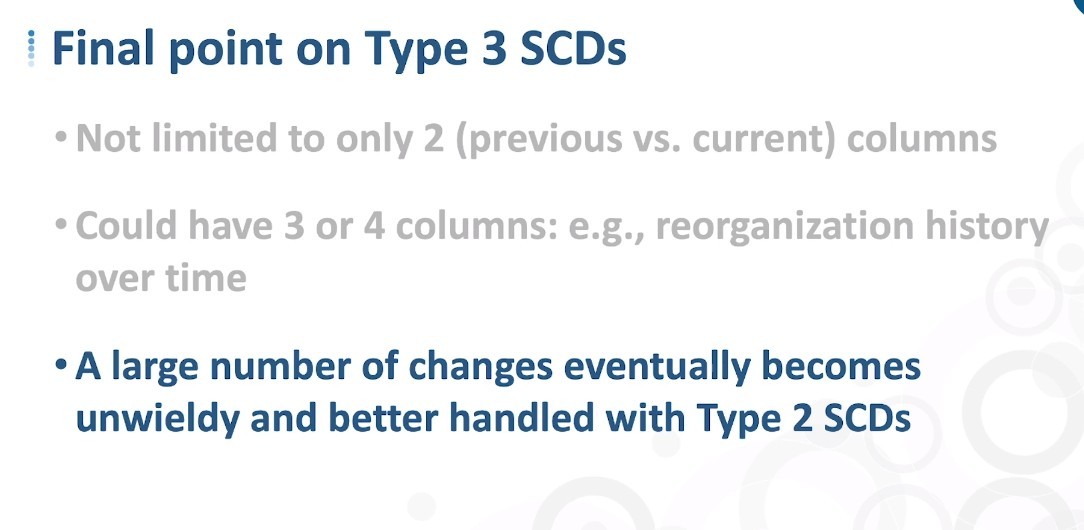 Final point on Type 3 SCDs
• Not limited to only 2 (previous vs. current) columns
• Could have 3 or 4 columns: e.g., reorganization history
over time
• A large number of changes eventually becomes
unwieldy and better handled with Type 2 SCDs